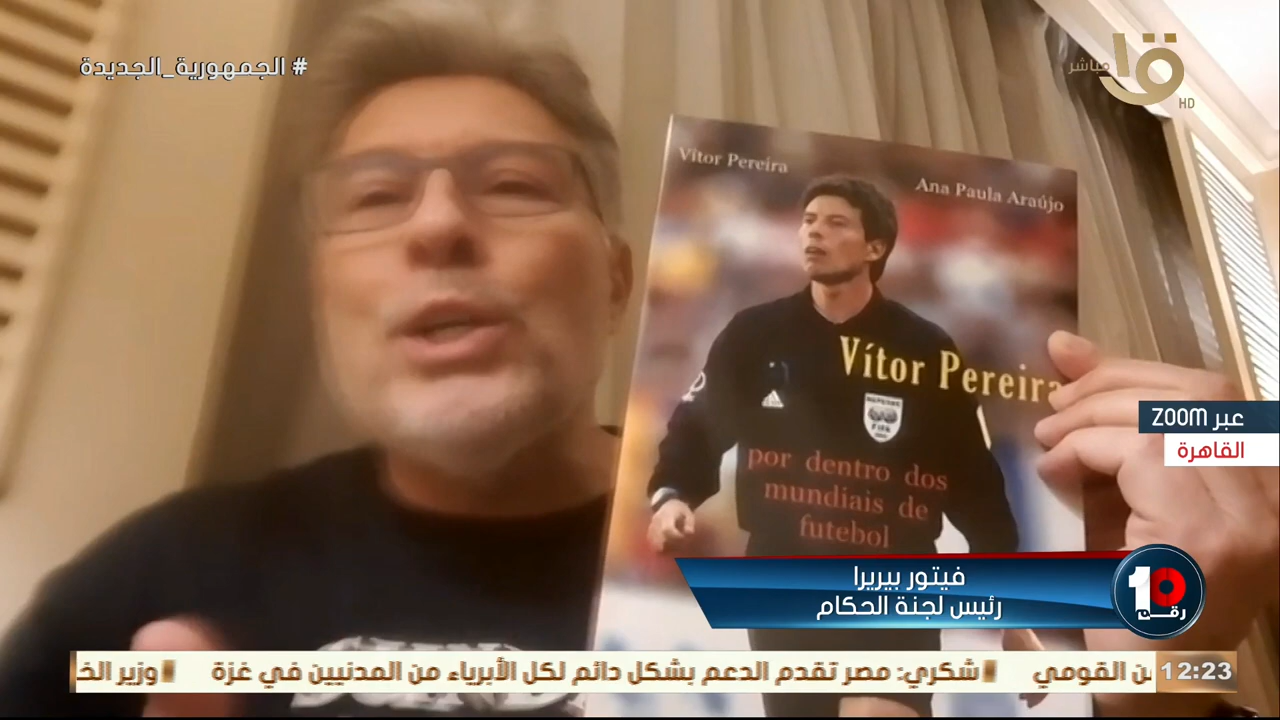 # الجمهورية_الجديدة
مباشر
HD
Vítor Pereira
Ana Paula Araújo
Vítor Pereira
por dentro dos
mundiais de
futebol
عبر ZOOM
القاهرة
فيتور بيريرا
رئيس لجنة الحكام
رقم 10
12:23
ن القومي
شكري: مصر تقدم الدعم بشكل دائم لكل الأبرياء من المدنيين في غزة
وزير الخ